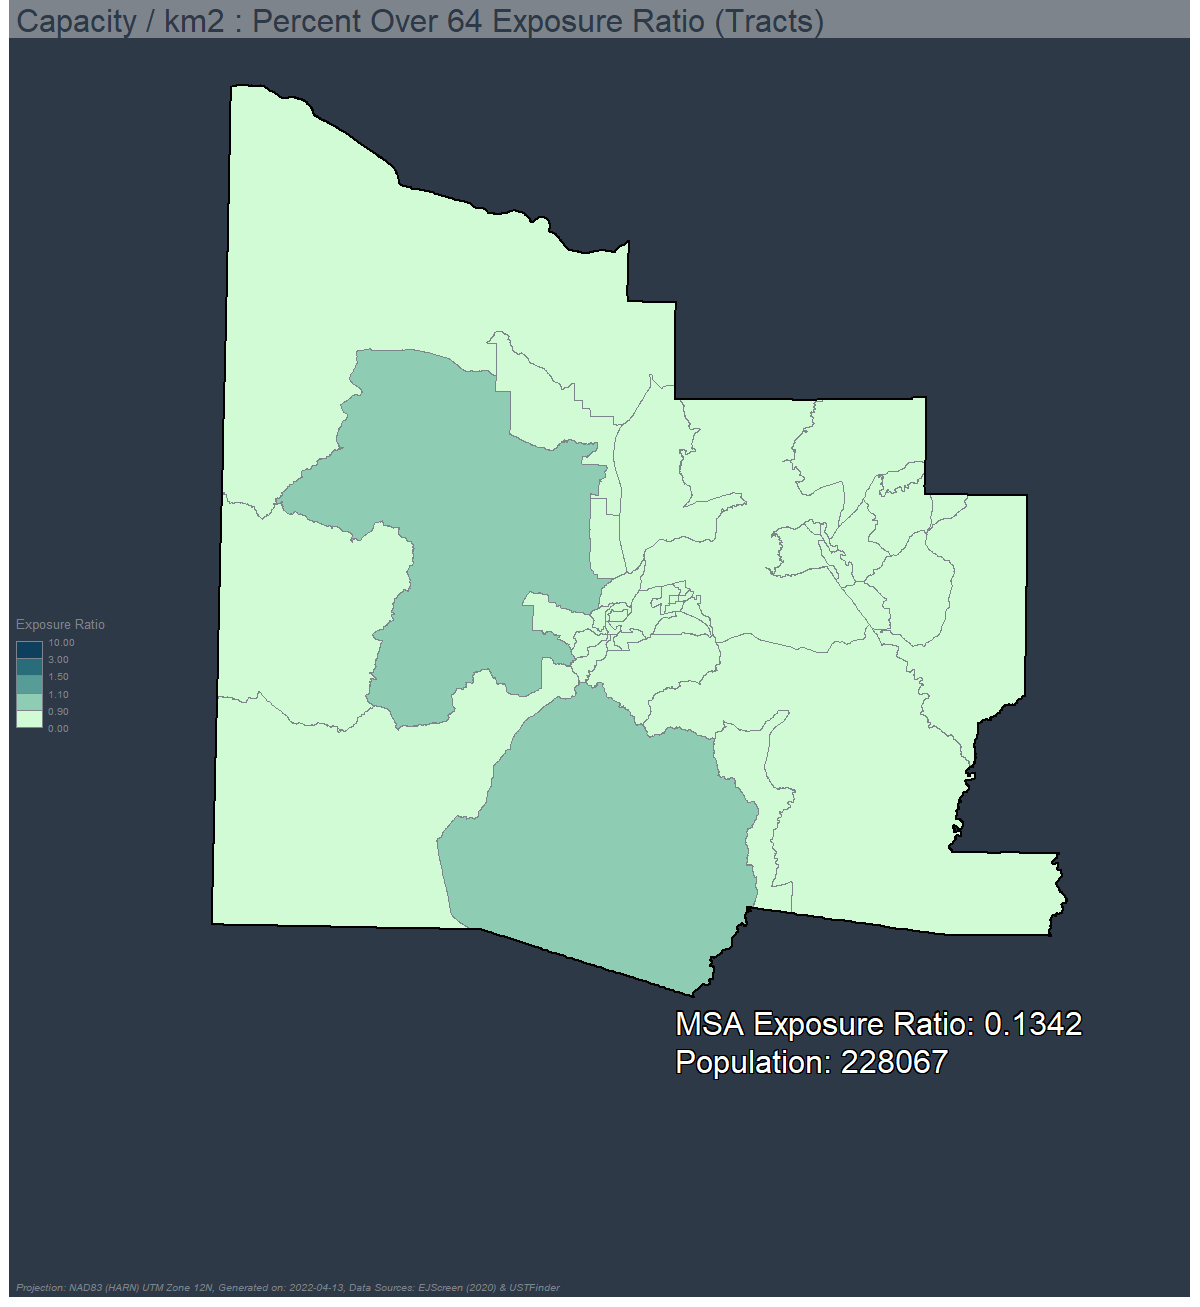 Capacity / km2 : Percent Over 64 Exposure Ratio (Tracts)
Exposure Ratio
10.00
3.00
1.50
1.10
0.90
0.00
MSA Exposure Ratio: 0.1342
Population: 228067
Projection: NAD83 (HARN) UTM Zone 12N, Generated on: 2022-04-13, Data Sources: EJScreen (2020) & USTFinder